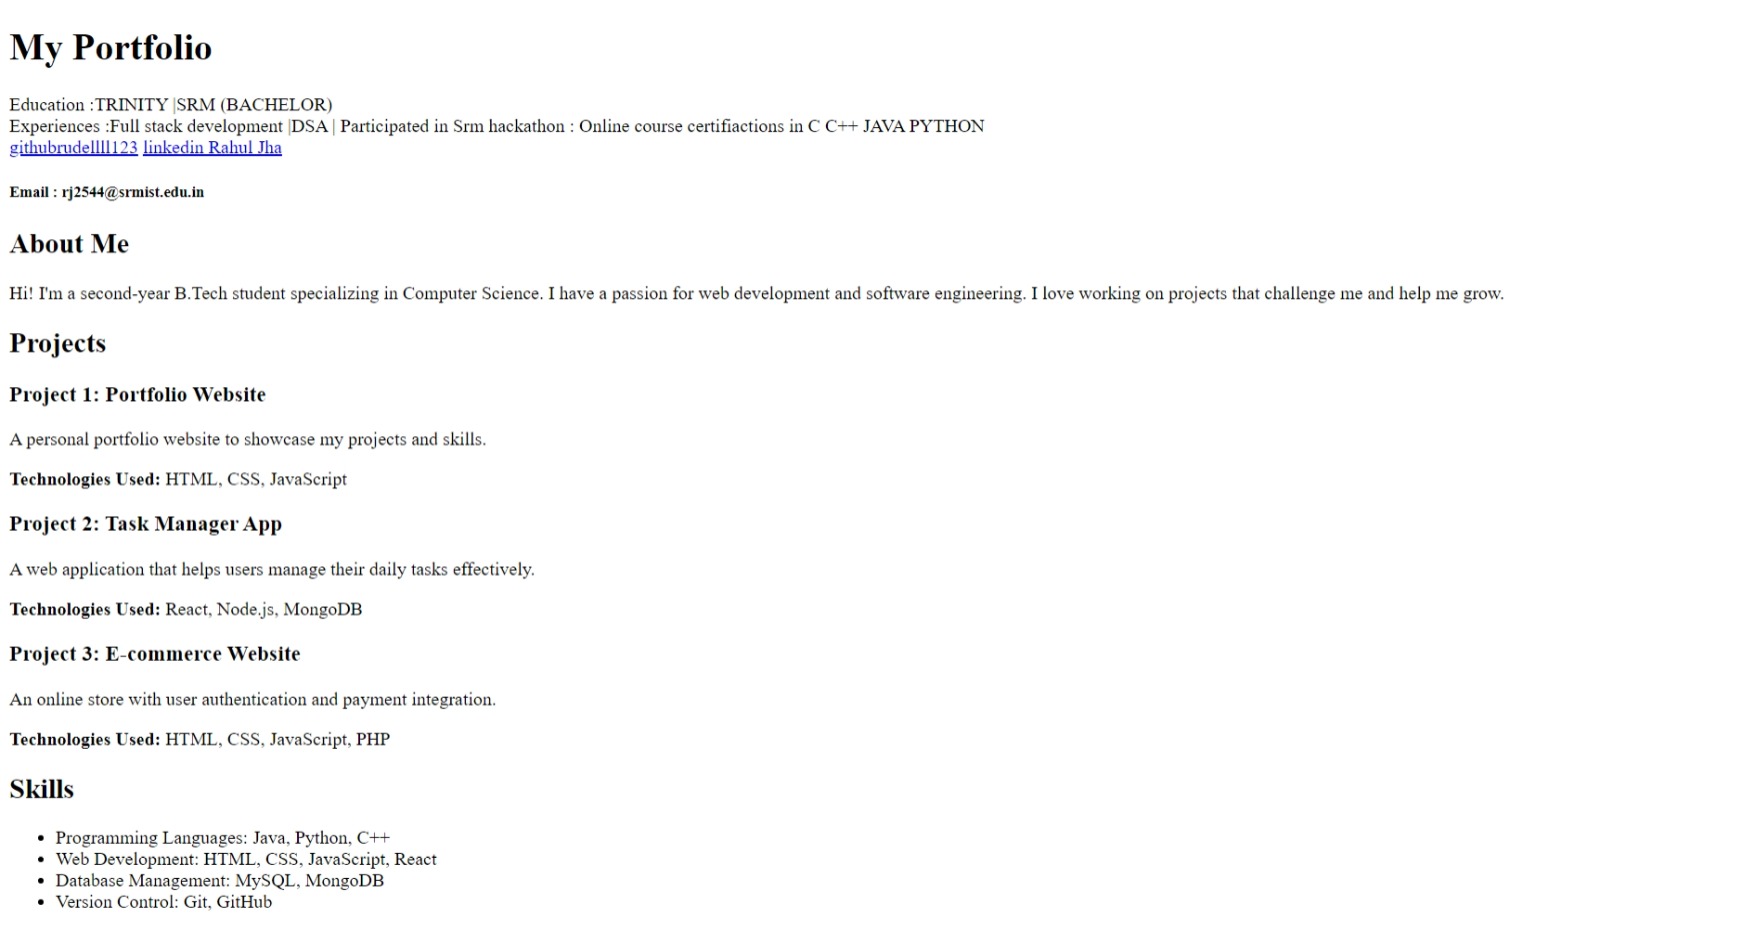 My Portfolio
Education :TRINITY |SRM (BACHELOR)
Experiences :Full stack development |DSA | Participated in Srm hackathon : Online course certifiactions in C C++ JAVA PYTHON
githubrudellll123 linkedin Rahul Jha
Email : rj2544@srmist.edu.in
About Me
Hi! I'm a second-year B.Tech student specializing in Computer Science. I have a passion for web development and software engineering. I love working on projects that challenge me and help me grow.
Projects
Project 1: Portfolio Website
A personal portfolio website to showcase my projects and skills.
Technologies Used: HTML, CSS, JavaScript
Project 2: Task Manager App
A web application that helps users manage their daily tasks effectively.
Technologies Used: React, Node.js, MongoDB
Project 3: E-commerce Website
An online store with user authentication and payment integration.
Technologies Used: HTML, CSS, JavaScript, PHP
Skills
• Programming Languages: Java, Python, C++
• Web Development: HTML, CSS, JavaScript, React
• Database Management: MySQL, MongoDB
• Version Control: Git, GitHub